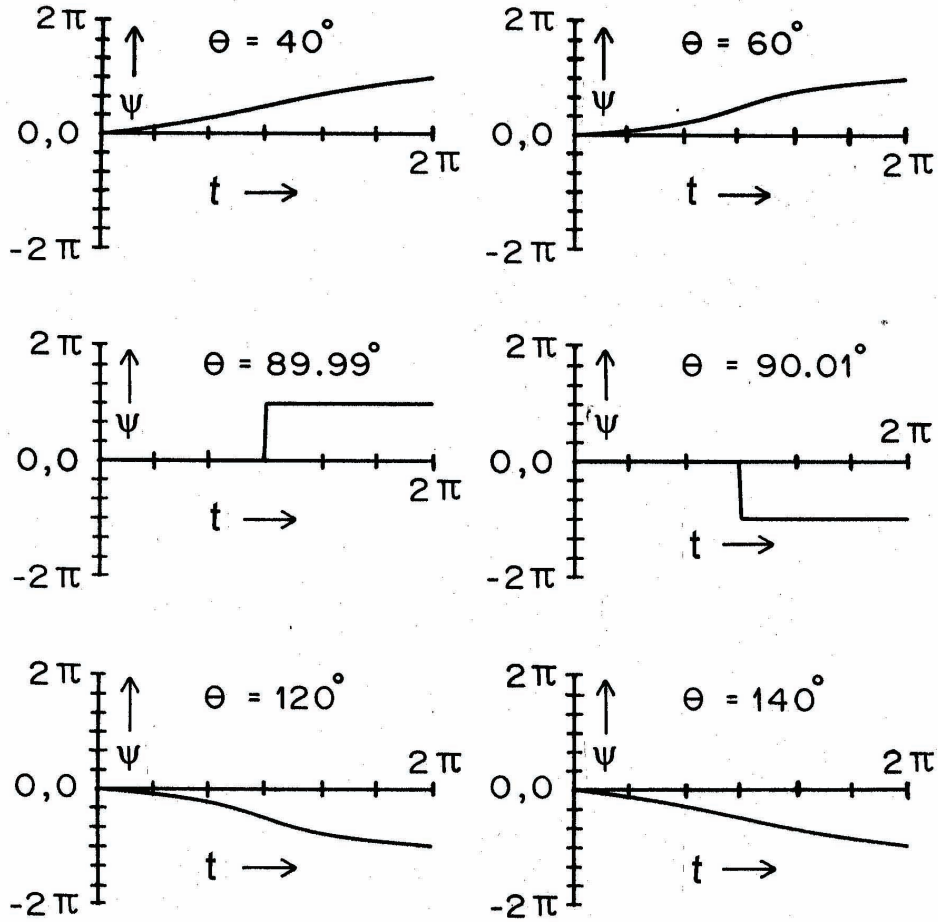 2π θ = 40°
ψ
0,0
2π
t
-2π
2π θ = 60°
ψ
0,0
2π
t
-2π
2π θ = 89.99°
ψ
0,0
2π
t
-2π
2π θ = 90.01°
ψ
2π
0,0
t
-2π
2π θ = 120°
ψ
2π
0,0
t
-2π
2π θ = 140°
ψ
2π
0,0
t
-2π